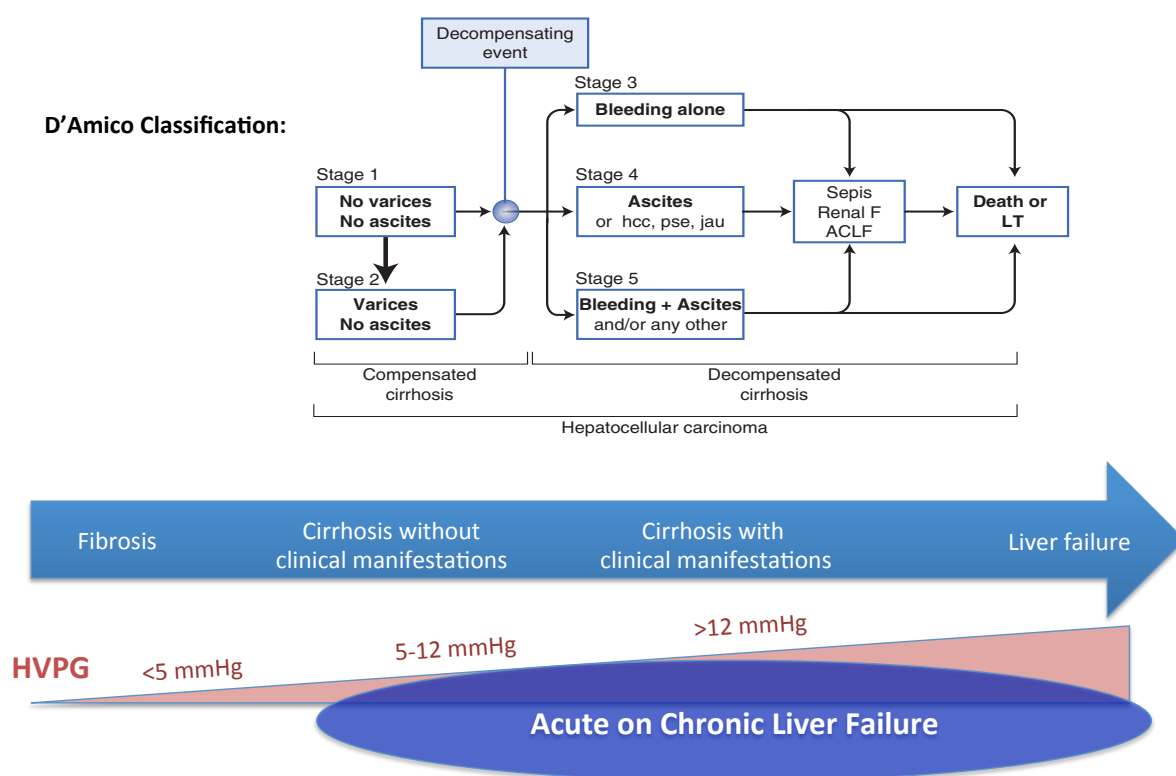 Decompensating
event
D'Amico Classification:
Stage 3
Bleeding alone
Stage 1
No varices
No ascites
Stage 4
Ascites
or hcc, pse, jau
Sepis
Renal F
ACLF
Death or
LT
Stage 2
Varices
No ascites
Stage 5
Bleeding + Ascites
and/or any other
Compensated
cirrhosis
Decompensated
cirrhosis
Hepatocellular carcinoma
Fibrosis
Cirrhosis without
clinical manifestations
Cirrhosis with
clinical manifestations
Liver failure
HVPG
<5 mmHg
5-12 mmHg
>12 mmHg
Acute on Chronic Liver Failure